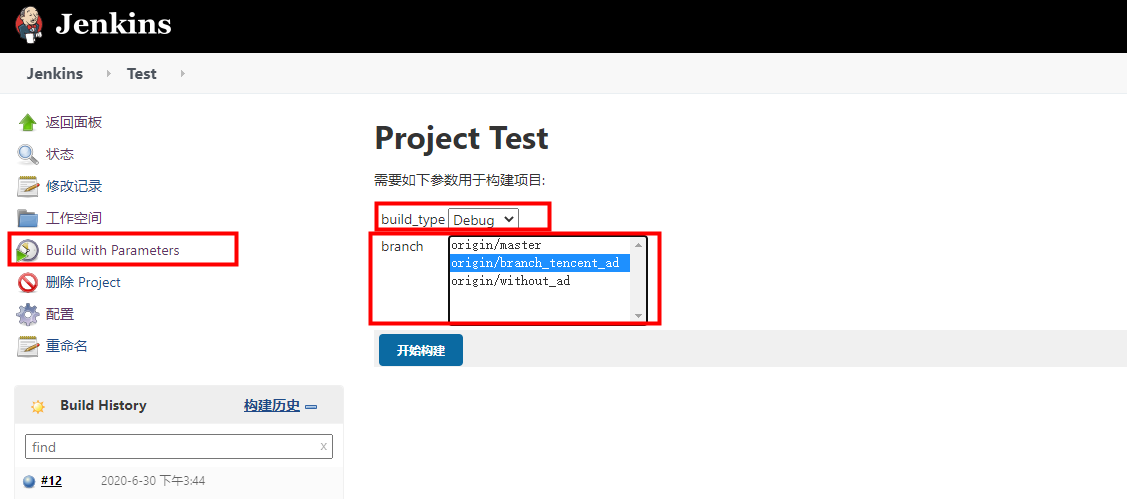 Jenkins
Jenkins Test
返回面板
状态
修改记录
工作空间
Build with Parameters
删除 Project
配置
重命名
Build History 构建历史
find x
#12 2020-6-30 下午3:44
Project Test
需要如下参数用于构建项目:
build_type Debug
branch
origin/master
origin/branch_tencent_ad
origin/without_ad
开始构建